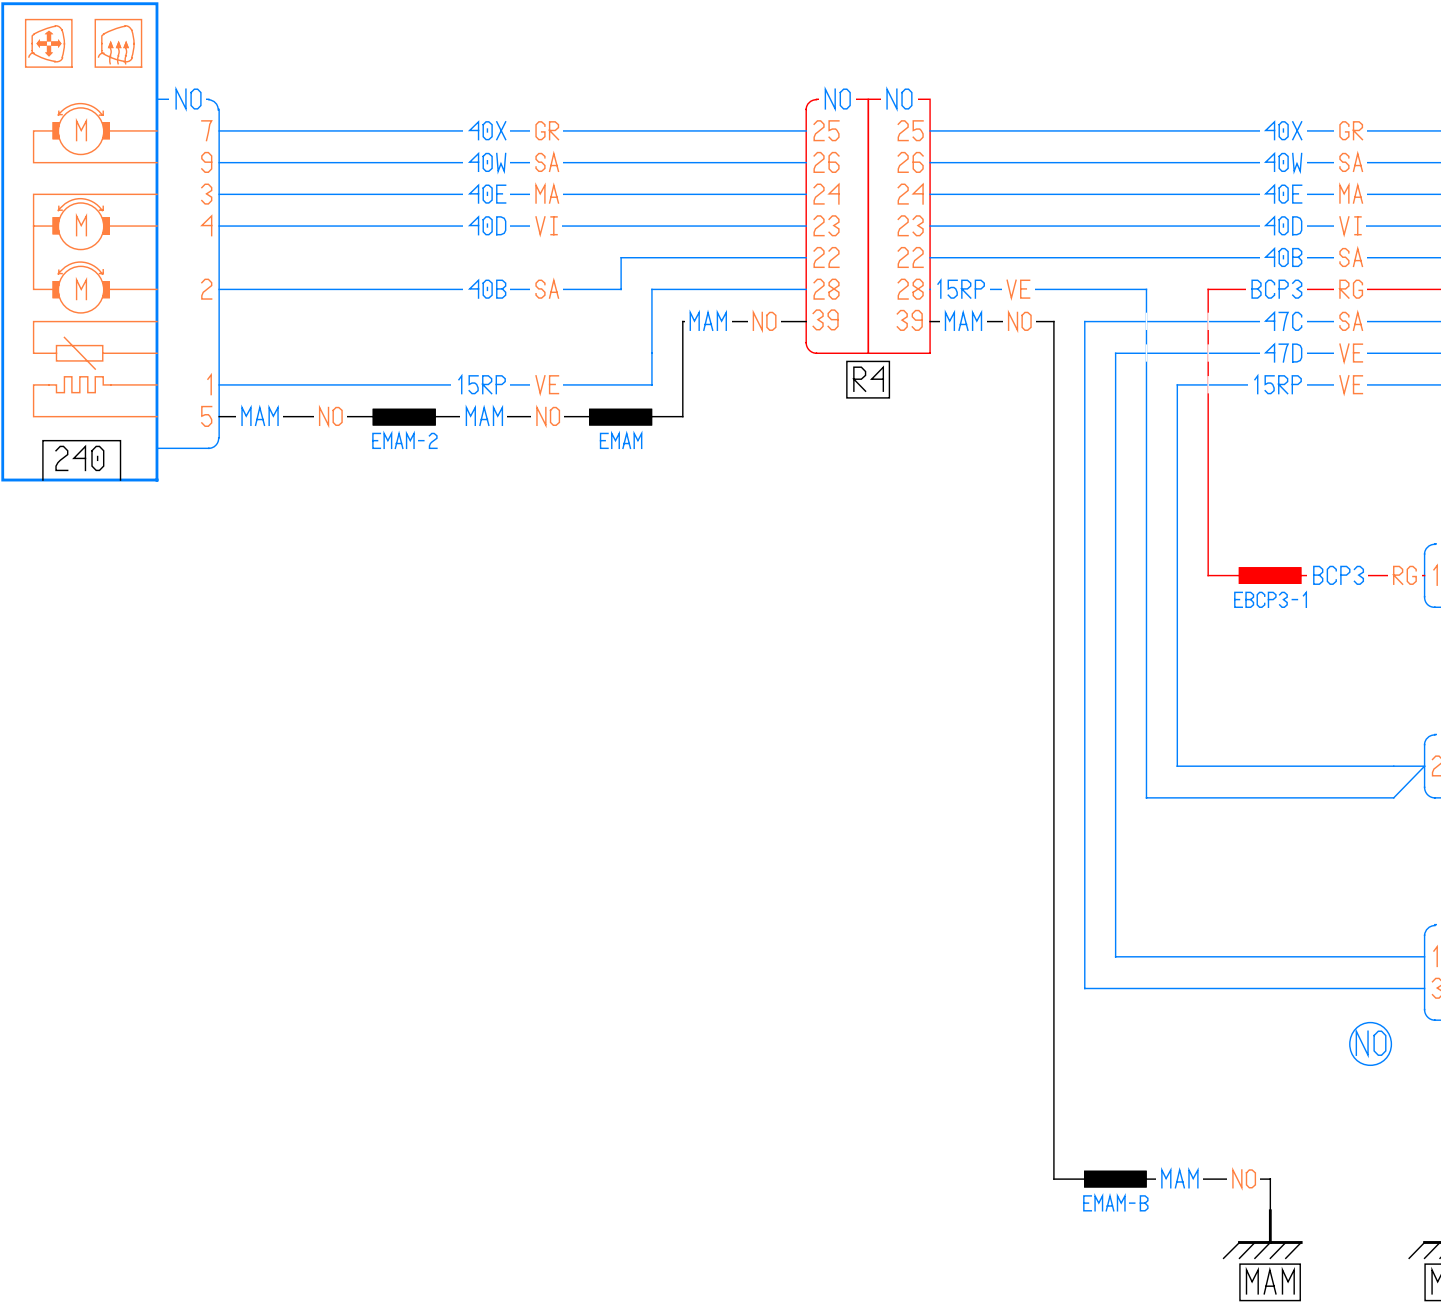 NO NO NO
M 7 40X GR 25 25 40X GR
9 40W SA 26 26 40W SA
3 40E MA 24 24 40E MA
M 4 40D VI 23 23 40D VI
22 22 40B SA
M 2 40B SA 28 28 15RP VE BCP3 RG
MAM NO 39 39 MAM NO 47C SA
47D VE
1 15RP VE R4 15RP VE
5 MAM NO MAM NO
EMAM-2 EMAM
240
BCP3 RG 1
EBCP3-1
2
1
3
NO
MAM NO
EMAM-B
MAM